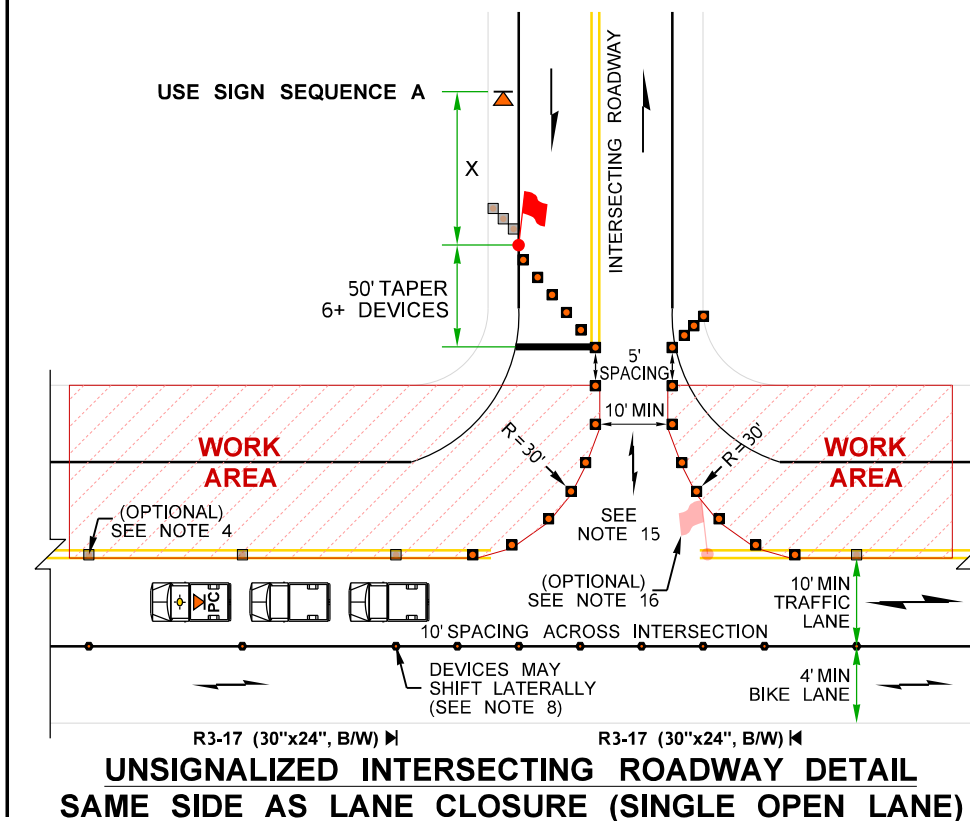 USE SIGN SEQUENCE A
X
INTERSECTING ROADWAY
50' TAPER
6+ DEVICES
5'
SPACING
10' MIN
R=30'
R=30'
WORK
AREA
WORK
AREA
(OPTIONAL)
SEE NOTE 4
SEE
NOTE 15
(OPTIONAL)
SEE NOTE 16
10' MIN
TRAFFIC
LANE
PC
10' SPACING ACROSS INTERSECTION
DEVICES MAY
SHIFT LATERALLY
(SEE NOTE 8)
4' MIN
BIKE LANE
R3-17 (30"x24", B/W)
R3-17 (30"x24", B/W)
UNSIGNALIZED INTERSECTING ROADWAY DETAIL
SAME SIDE AS LANE CLOSURE (SINGLE OPEN LANE)